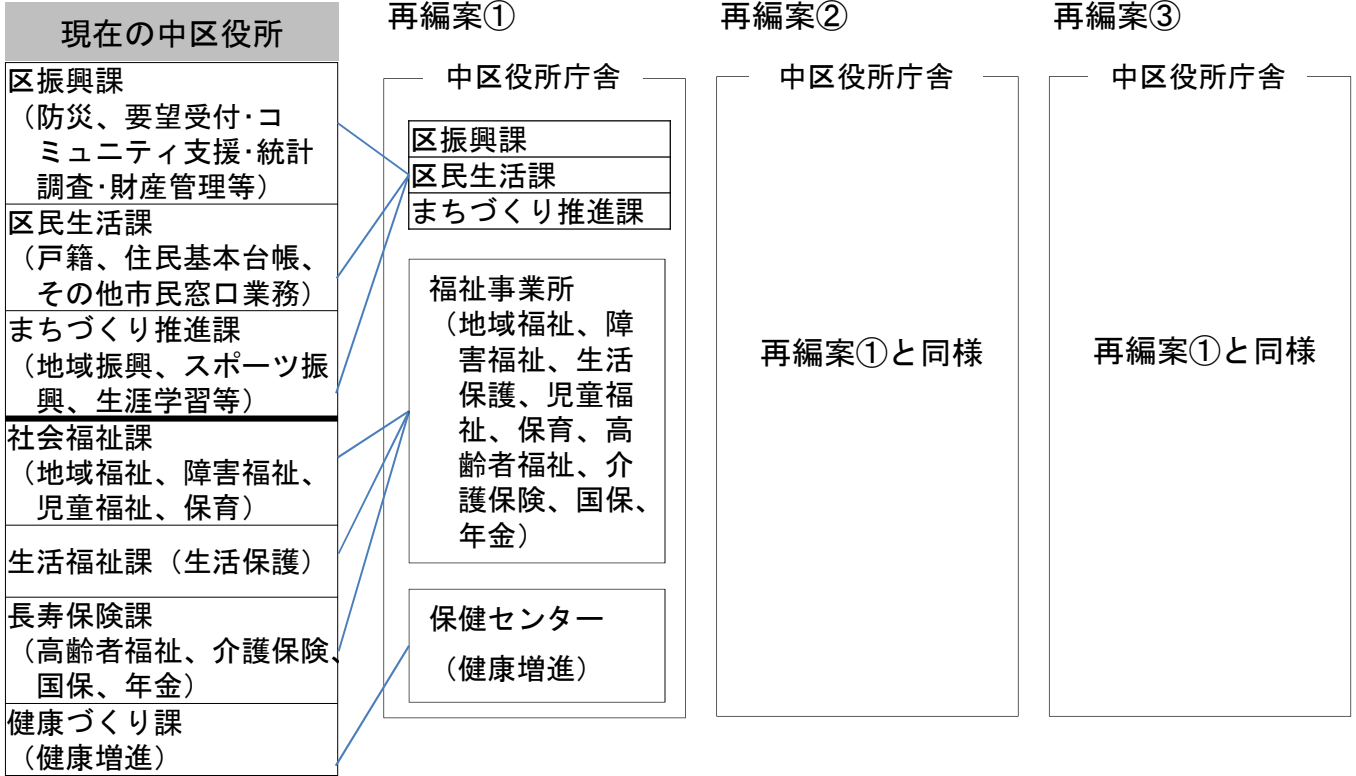 現在の中区役所
区振興課
（防災、要望受付･コ
ミュニティ支援･統計
調査･財産管理等）
区民生活課
（戸籍、住民基本台帳、
その他市民窓口業務）
まちづくり推進課
（地域振興、スポーツ振
興、生涯学習等）
社会福祉課
（地域福祉、障害福祉、
児童福祉、保育）
生活福祉課（生活保護）
長寿保険課
（高齢者福祉、介護保険、
国保、年金）
健康づくり課
（健康増進）
再編案①
中区役所庁舎
区振興課
区民生活課
まちづくり推進課
福祉事業所
（地域福祉、障
害福祉、生活
保護、児童福
祉、保育、高
齢者福祉、介
護保険、国保、
年金）
保健センター
（健康増進）
再編案②
中区役所庁舎
再編案①と同様
再編案③
中区役所庁舎
再編案①と同様